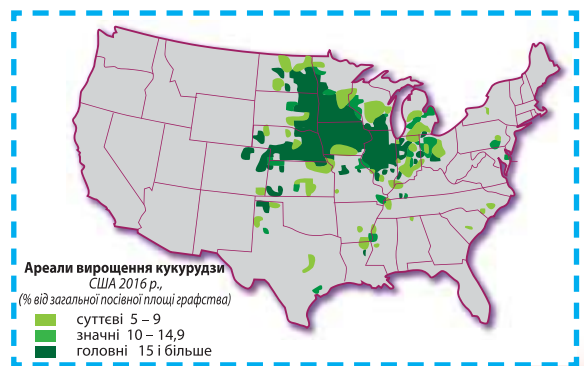 Ареали вирощення кукурудзи
США 2016 р.,
(% від загальної посівної площі графства)
суттєві 5 – 9
значні 10 – 14,9
головні 15 і більше